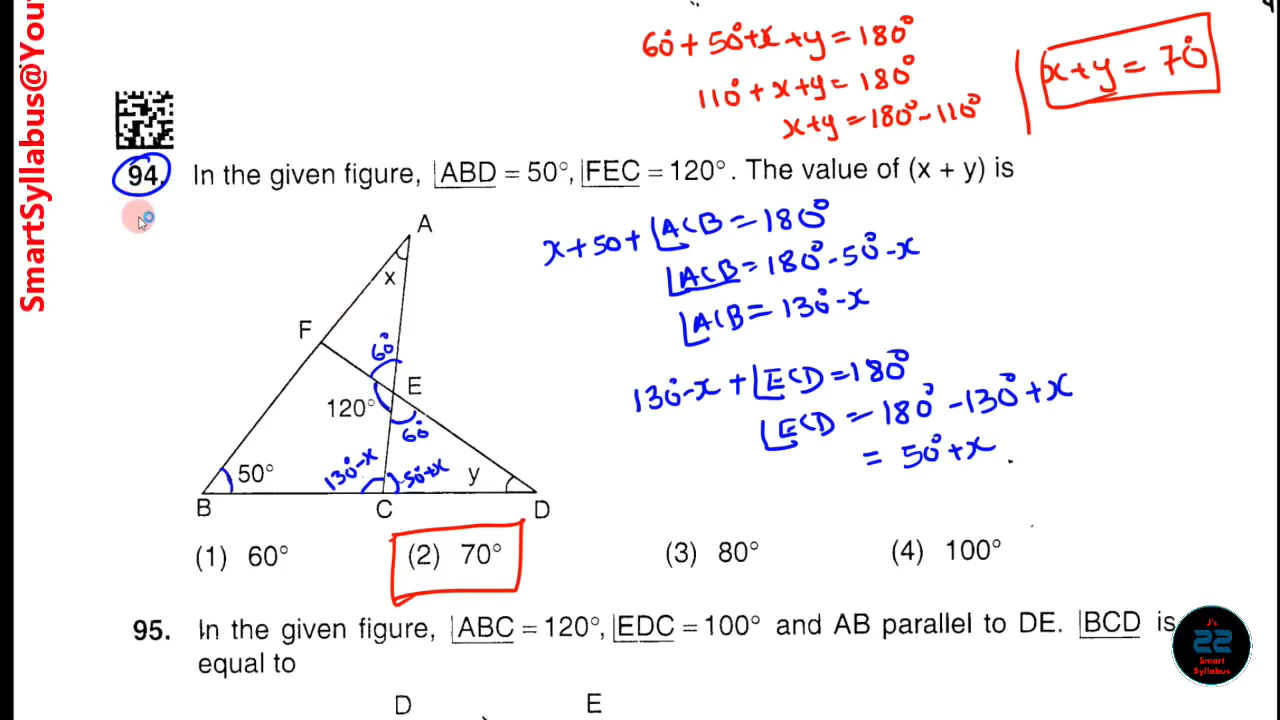 SmartSyllabus@You
60° + 50° + x + y = 180°
110° + x + y = 180°
x + y = 180° - 110°
x + y = 70°
94. In the given figure, ∠ABD = 50°, ∠FEC = 120°. The value of (x + y) is
A
x
F
60°
E
120°
60°
50°
130°-x
50°+x
y
B
C
D
x + 50 + ∠ACB = 180°
∠ACB = 180° - 50° - x
∠ACB = 130° - x
130° - x + ∠ECD = 180°
∠ECD = 180° - 130° + x
= 50° + x
(1) 60° (2) 70° (3) 80° (4) 100°
95. In the given figure, ∠ABC = 120°, ∠EDC = 100° and AB parallel to DE. ∠BCD is
equal to
D E
J's
22
Smart
Syllabus